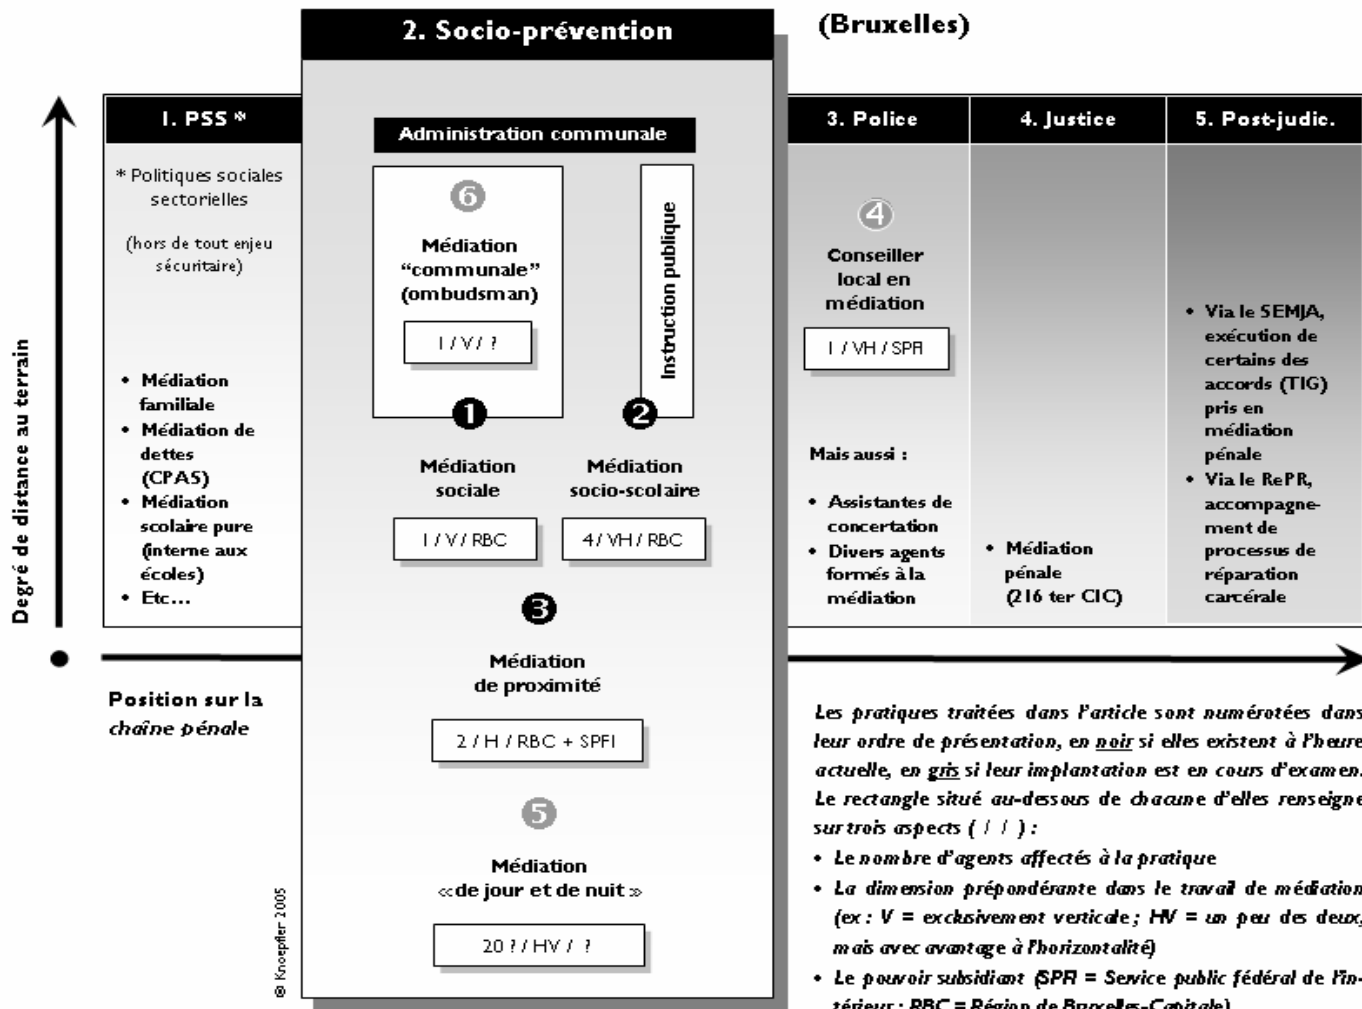 2. Socio-prévention
(Bruxelles)
1. PSS *
* Politiques sociales
sectorielles
(hors de tout enjeu
sécuritaire)
• Médiation
familiale
• Médiation de
dettes
(CPAS)
• Médiation
scolaire pure
(interne aux
écoles)
• Etc…
Administration communale
6
Médiation
“communale”
(ombudsman)
1 / V / ?
Instruction publique
1
Médiation
sociale
1 / V / RBC
2
Médiation
socio-scolaire
4 / VH / RBC
3
Médiation
de proximité
2 / H / RBC + SPFI
5
Médiation
«de jour et de nuit»
20 ? / HV / ?
3. Police
4
Conseiller
local en
médiation
1 / VH / SPFI
Mais aussi :
• Assistantes de
concertation
• Divers agents
formés à la
médiation
4. Justice
• Médiation
pénale
(216 ter CIC)
5. Post-judic.
• Via le SEMJA,
exécution de
certains des
accords (TIG)
pris en
médiation
pénale
• Via le RePR,
accompagne-
ment de
processus de
réparation
carcérale
Degré de distance au terrain
Position sur la
chaîne pénale
© Knoepfler 2005
Les pratiques traitées dans l’article sont numérotées dans
leur ordre de présentation, en noir si elles existent à l’heure
actuelle, en gris si leur implantation est en cours d’examen.
Le rectangle situé au-dessous de chacune d’elles renseigne
sur trois aspects ( / / ) :
• Le nombre d’agents affectés à la pratique
• La dimension prépondérante dans le travail de médiation
(ex : V = exclusivement verticale ; HV = un peu des deux,
mais avec avantage à l’horizontalité)
• Le pouvoir subsidiant (SPFI = Service public fédéral de l’in-
térieur ; RBC = Région de Bruxelles-Capitale)